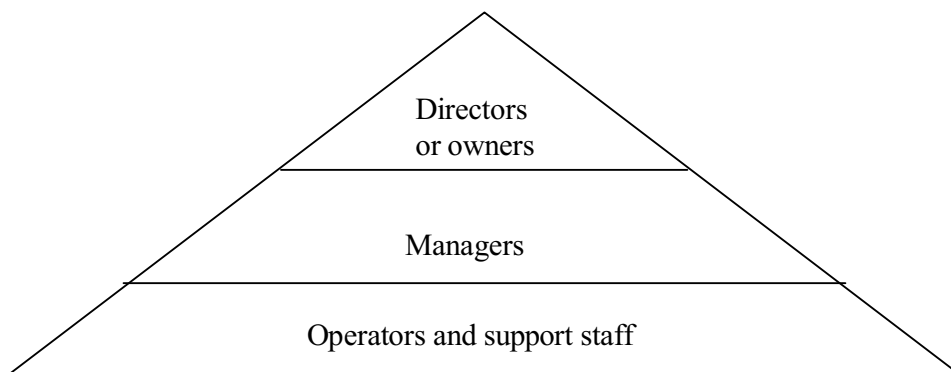 Directors
or owners
Managers
Operators and support staff